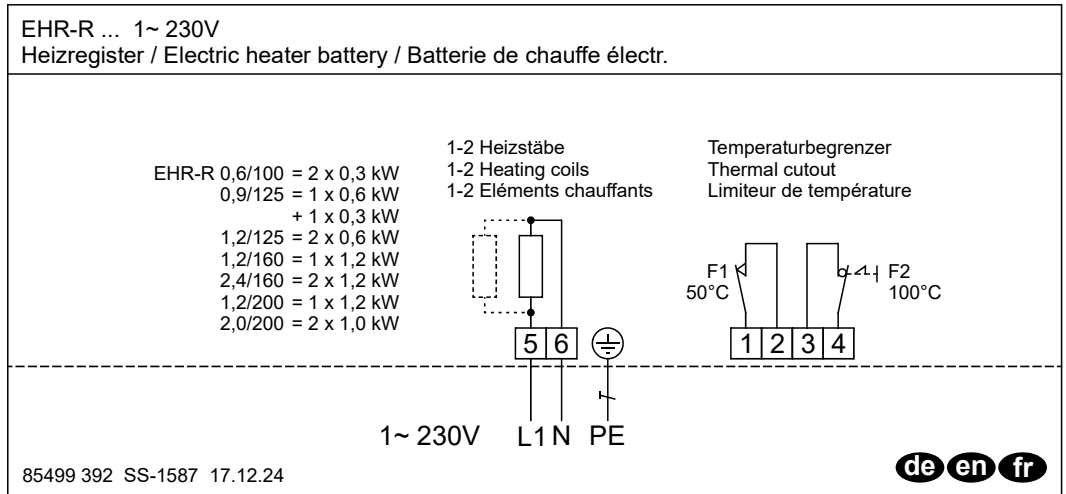 EHR-R ... 1~ 230V
Heizregister / Electric heater battery / Batterie de chauffe électr.
EHR-R 0,6/100 = 2 x 0,3 kW
0,9/125 = 1 x 0,6 kW
+ 1 x 0,3 kW
1,2/125 = 2 x 0,6 kW
1,2/160 = 1 x 1,2 kW
2,4/160 = 2 x 1,2 kW
1,2/200 = 1 x 1,2 kW
2,0/200 = 2 x 1,0 kW
1-2 Heizstäbe
1-2 Heating coils
1-2 Eléments chauffants
5 6
Temperaturbegrenzer
Thermal cutout
Limiteur de température
F1
50°C
F2
100°C
1 2 3 4
1~ 230V L1 N PE
85499 392 SS-1587 17.12.24
de en fr